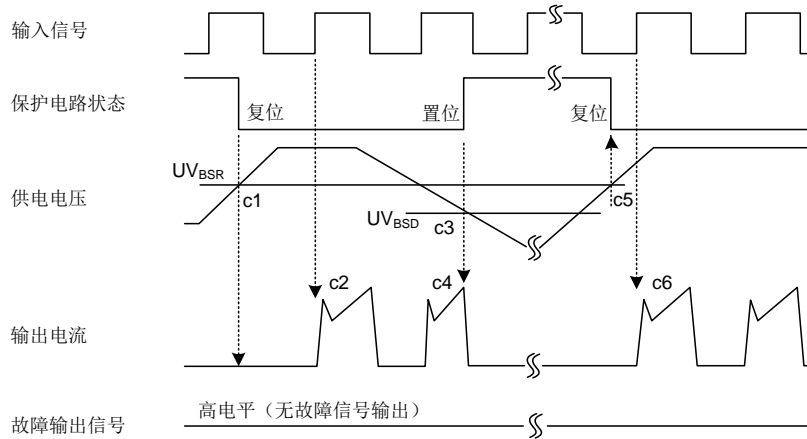 输入信号
保护电路状态
复位
置位
复位
UVBSR
供电电压
c1
c5
UVBSD
c3
c2
c4
c6
输出电流
高电平（无故障信号输出）
故障输出信号